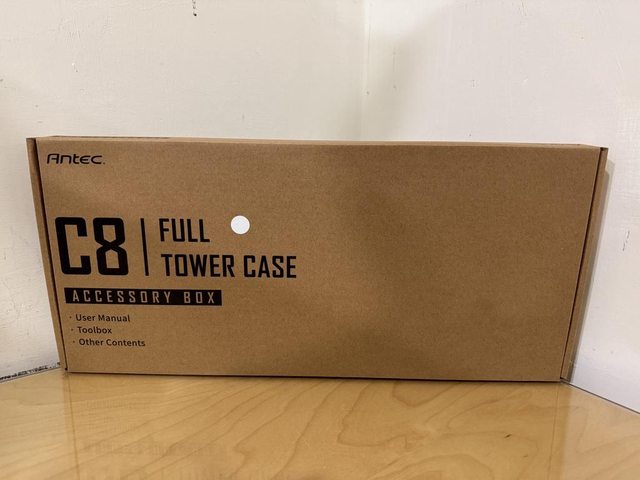 Antec.
C8 FULL
TOWER CASE
ACCESSORY BOX
· User Manual
· Toolbox
· Other Contents